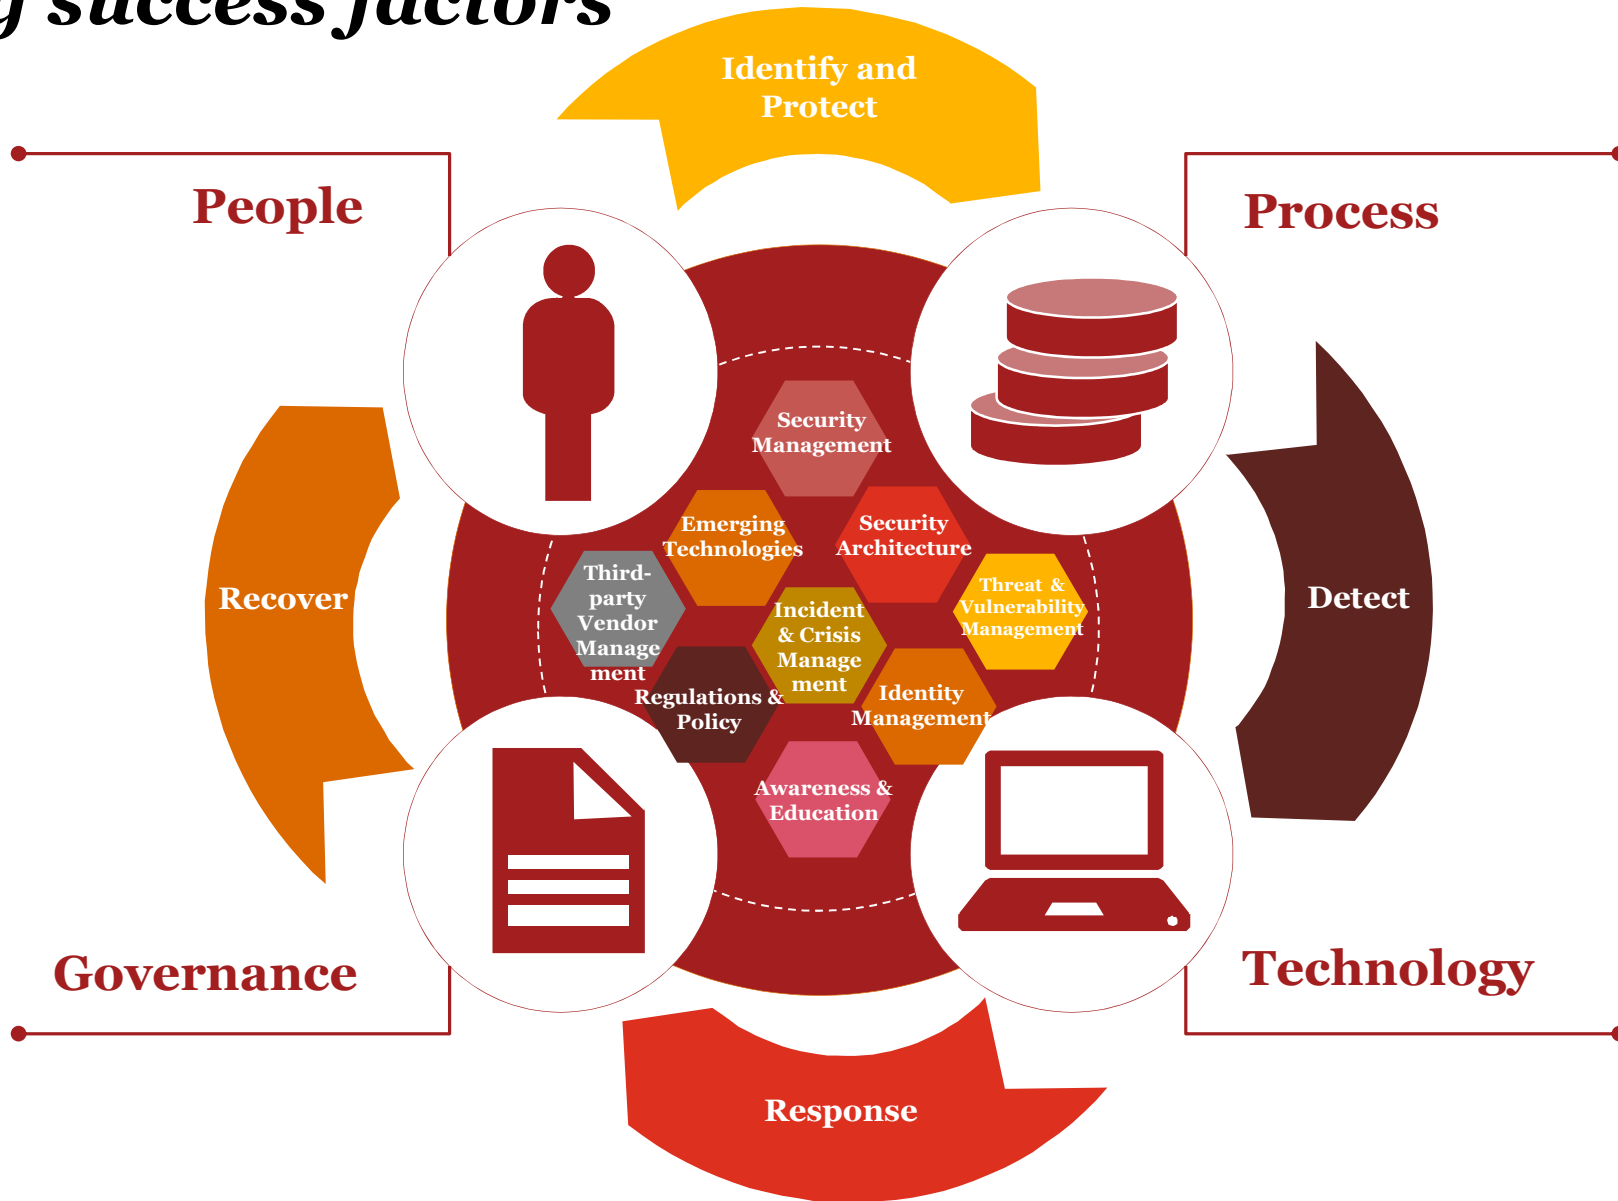 success factors
Identify and
Protect
People
Process
Security
Management
Emerging
Technologies
Security
Architecture
Third-
party
Vendor
Manage
ment
Threat &
Vulnerability
Management
Incident
& Crisis
Manage
ment
Recover
Detect
Regulations &
Policy
Identity
Management
Awareness &
Education
Governance
Technology
Response